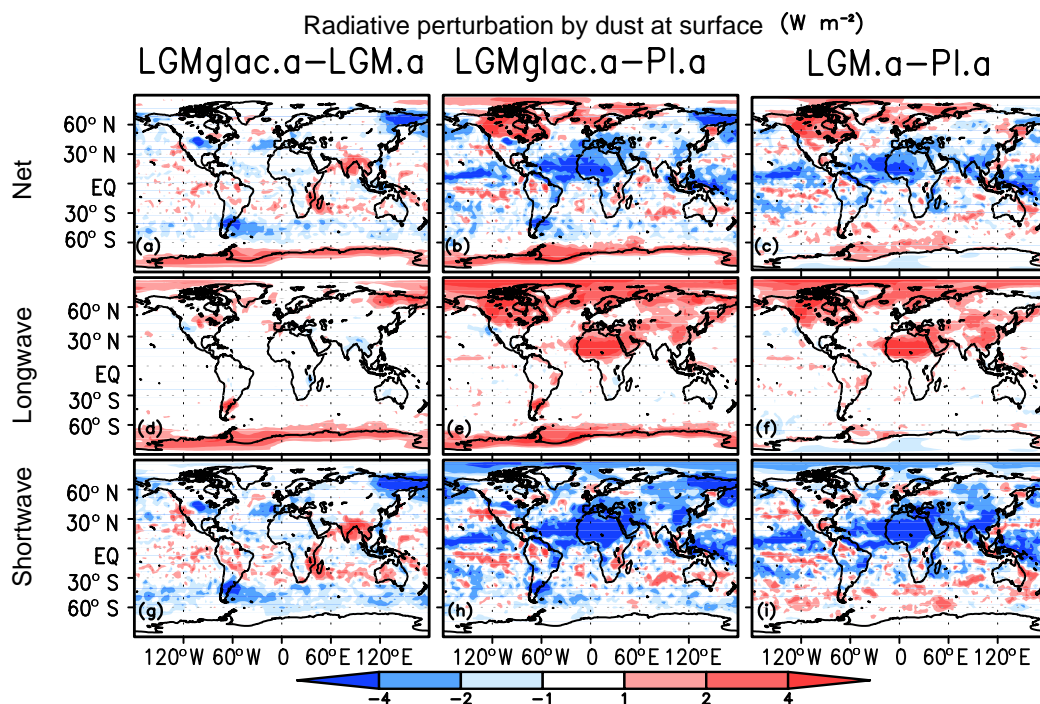 Radiative perturbation by dust at surface (W m⁻²)
LGMglac.a−LGM.a LGMglac.a−PI.a LGM.a−PI.a
Net
60° N
30° N
EQ
30° S
60° S
(a) (b) (c)
Longwave
60° N
30° N
EQ
30° S
60° S
(d) (e) (f)
Shortwave
60° N
30° N
EQ
30° S
60° S
(g) (h) (i)
120°W 60°W 0 60°E 120°E 120°W 60°W 0 60°E 120°E 120°W 60°W 0 60°E 120°E
−4 −2 −1 1 2 4